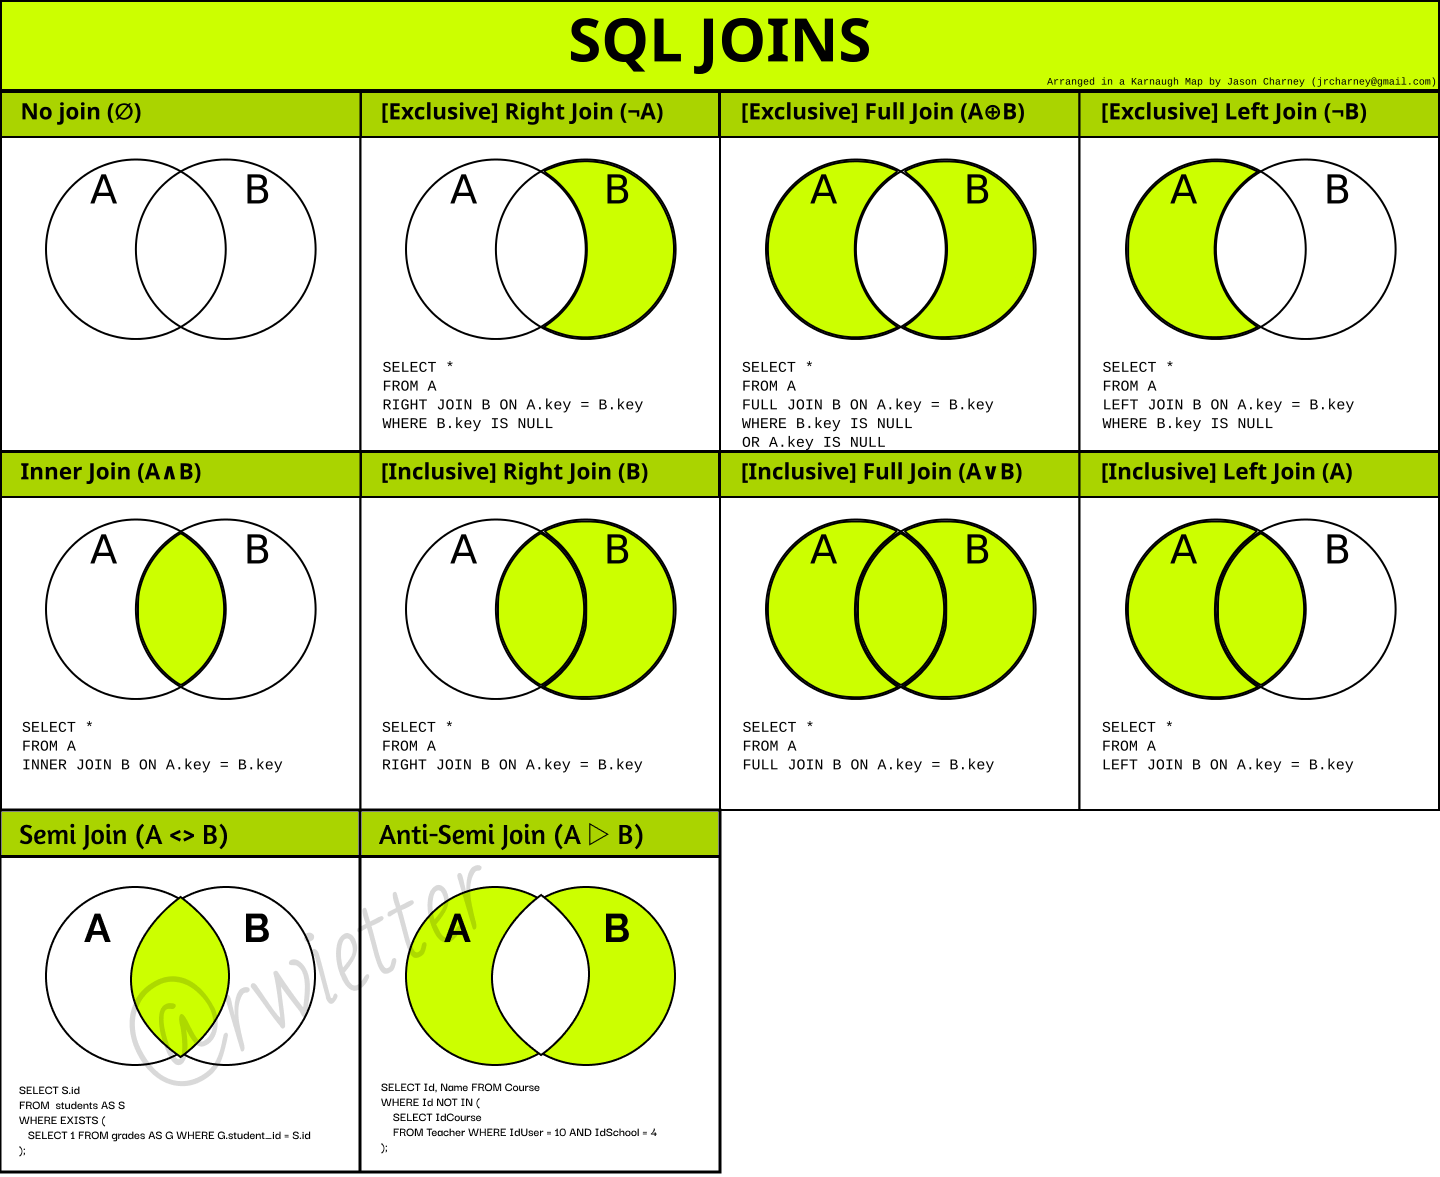 SQL JOINS
Arranged in a Karnaugh Map by Jason Charney (jrcharney@gmail.com)
No join (∅)
A
B
[Exclusive] Right Join (¬A)
A
B
SELECT *
FROM A
RIGHT JOIN B ON A.key = B.key
WHERE B.key IS NULL
[Exclusive] Full Join (A⊕B)
A
B
SELECT *
FROM A
FULL JOIN B ON A.key = B.key
WHERE B.key IS NULL
OR A.key IS NULL
[Exclusive] Left Join (¬B)
A
B
SELECT *
FROM A
LEFT JOIN B ON A.key = B.key
WHERE B.key IS NULL
Inner Join (A∧B)
A
B
SELECT *
FROM A
INNER JOIN B ON A.key = B.key
[Inclusive] Right Join (B)
A
B
SELECT *
FROM A
RIGHT JOIN B ON A.key = B.key
[Inclusive] Full Join (A∨B)
A
B
SELECT *
FROM A
FULL JOIN B ON A.key = B.key
[Inclusive] Left Join (A)
A
B
SELECT *
FROM A
LEFT JOIN B ON A.key = B.key
Semi Join (A <> B)
A
B
SELECT S.id
FROM students AS S
WHERE EXISTS (
SELECT 1 FROM grades AS G WHERE G.student_id = S.id
);
Anti-Semi Join (A ▷ B)
A
B
SELECT Id, Name FROM Course
WHERE Id NOT IN (
SELECT IdCourse
FROM Teacher WHERE IdUser = 10 AND IdSchool = 4
);
@rwietter